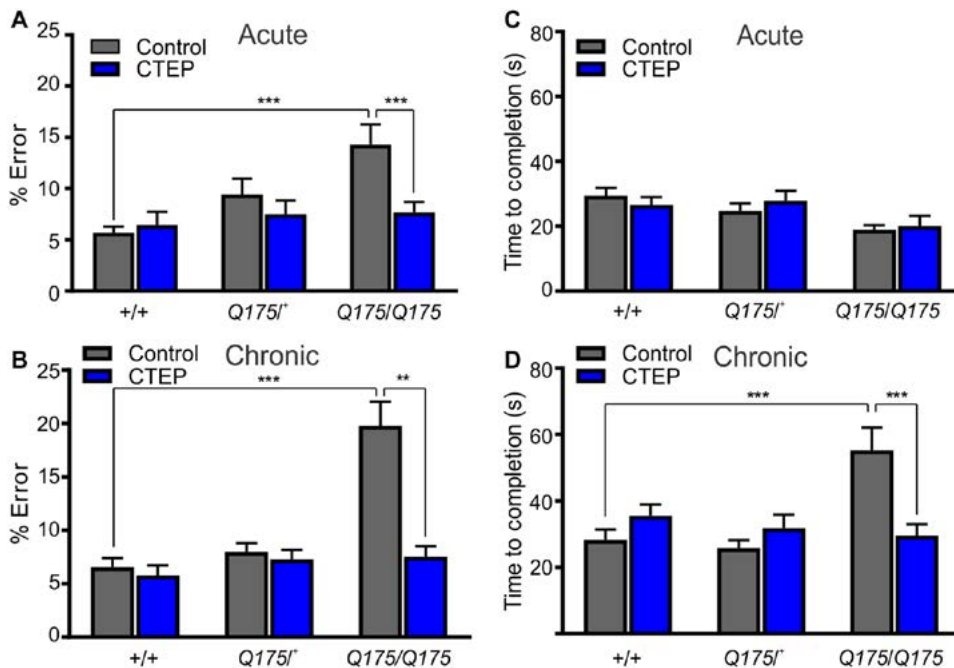 A
Acute
Control
CTEP
25
20
15
10
5
0
% Error
***
***
+/+
Q175/+
Q175/Q175
C
Acute
Control
CTEP
80
60
40
20
0
Time to completion (s)
+/+
Q175/+
Q175/Q175
B
Chronic
Control
CTEP
25
20
15
10
5
0
% Error
***
**
+/+
Q175/+
Q175/Q175
D
Chronic
Control
CTEP
80
60
40
20
0
Time to completion (s)
***
***
+/+
Q175/+
Q175/Q175